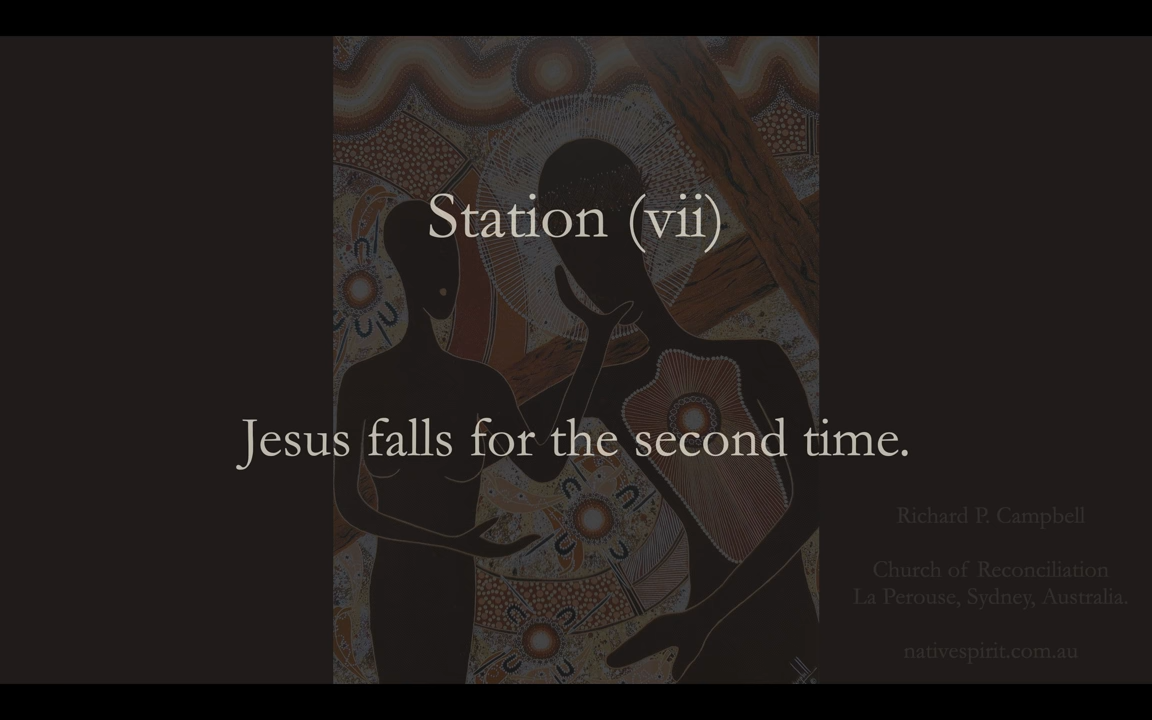 Station (vii)
Jesus falls for the second time.
Richard P. Campbell
Church of Reconciliation
La Perouse, Sydney, Australia.
nativespirit.com.au